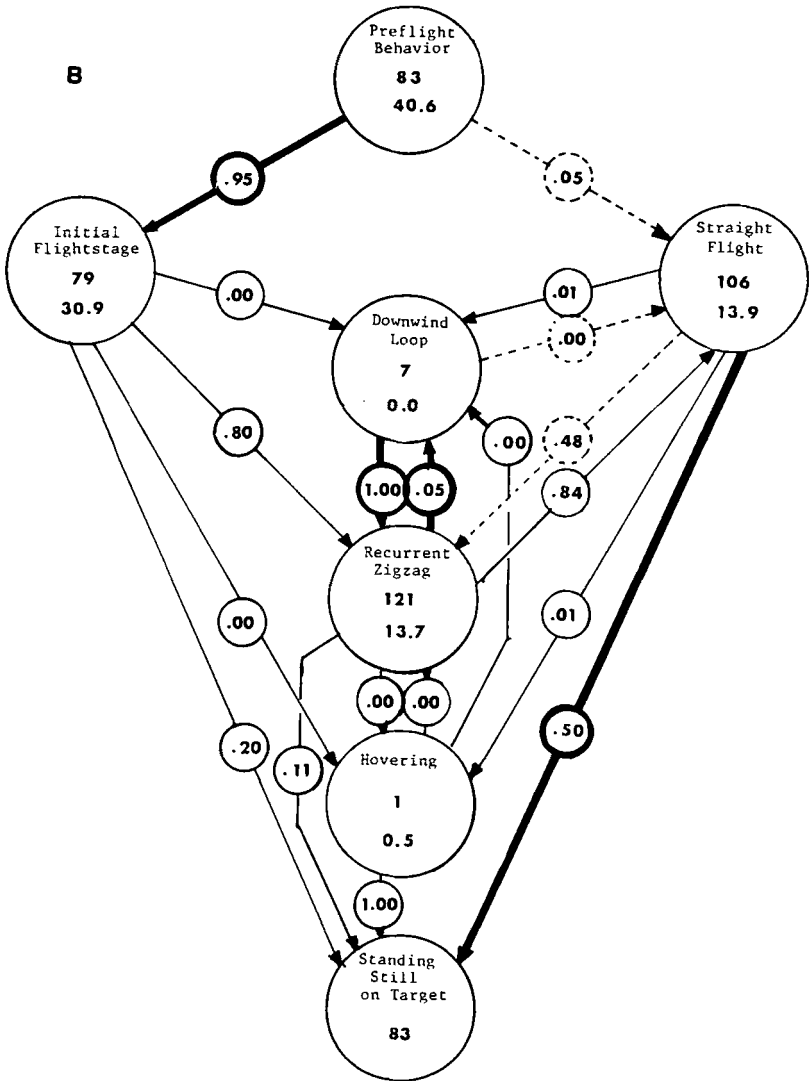 B
Preflight
Behavior
83
40.6
.95
.05
Initial
Flightstage
79
30.9
Straight
Flight
106
13.9
.00
.01
Downwind
Loop
7
0.0
.00
.80
.00
.48
1.00
.05
.84
Recurrent
Zigzag
121
13.7
.00
.01
.00
.00
.20
.11
.50
Hovering
1
0.5
1.00
Standing
Still
on Target
83